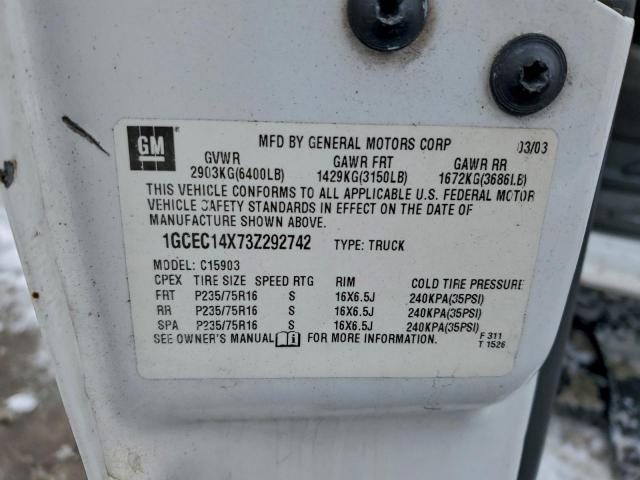 GM MFD BY GENERAL MOTORS CORP 03/03
GVWR GAWR FRT GAWR RR
2903KG(6400LB) 1429KG(3150LB) 1672KG(3686LB)
THIS VEHICLE CONFORMS TO ALL APPLICABLE U.S. FEDERAL MOTOR
VEHICLE SAFETY STANDARDS IN EFFECT ON THE DATE OF
MANUFACTURE SHOWN ABOVE.
1GCEC14X73Z292742 TYPE: TRUCK
MODEL: C15903
CPEX TIRE SIZE SPEED RTG RIM COLD TIRE PRESSURE
FRT P235/75R16 S 16X6.5J 240KPA(35PSI)
RR P235/75R16 S 16X6.5J 240KPA(35PSI)
SPA P235/75R16 S 16X6.5J 240KPA(35PSI)
SEE OWNER'S MANUAL FOR MORE INFORMATION. F 311
T 1526